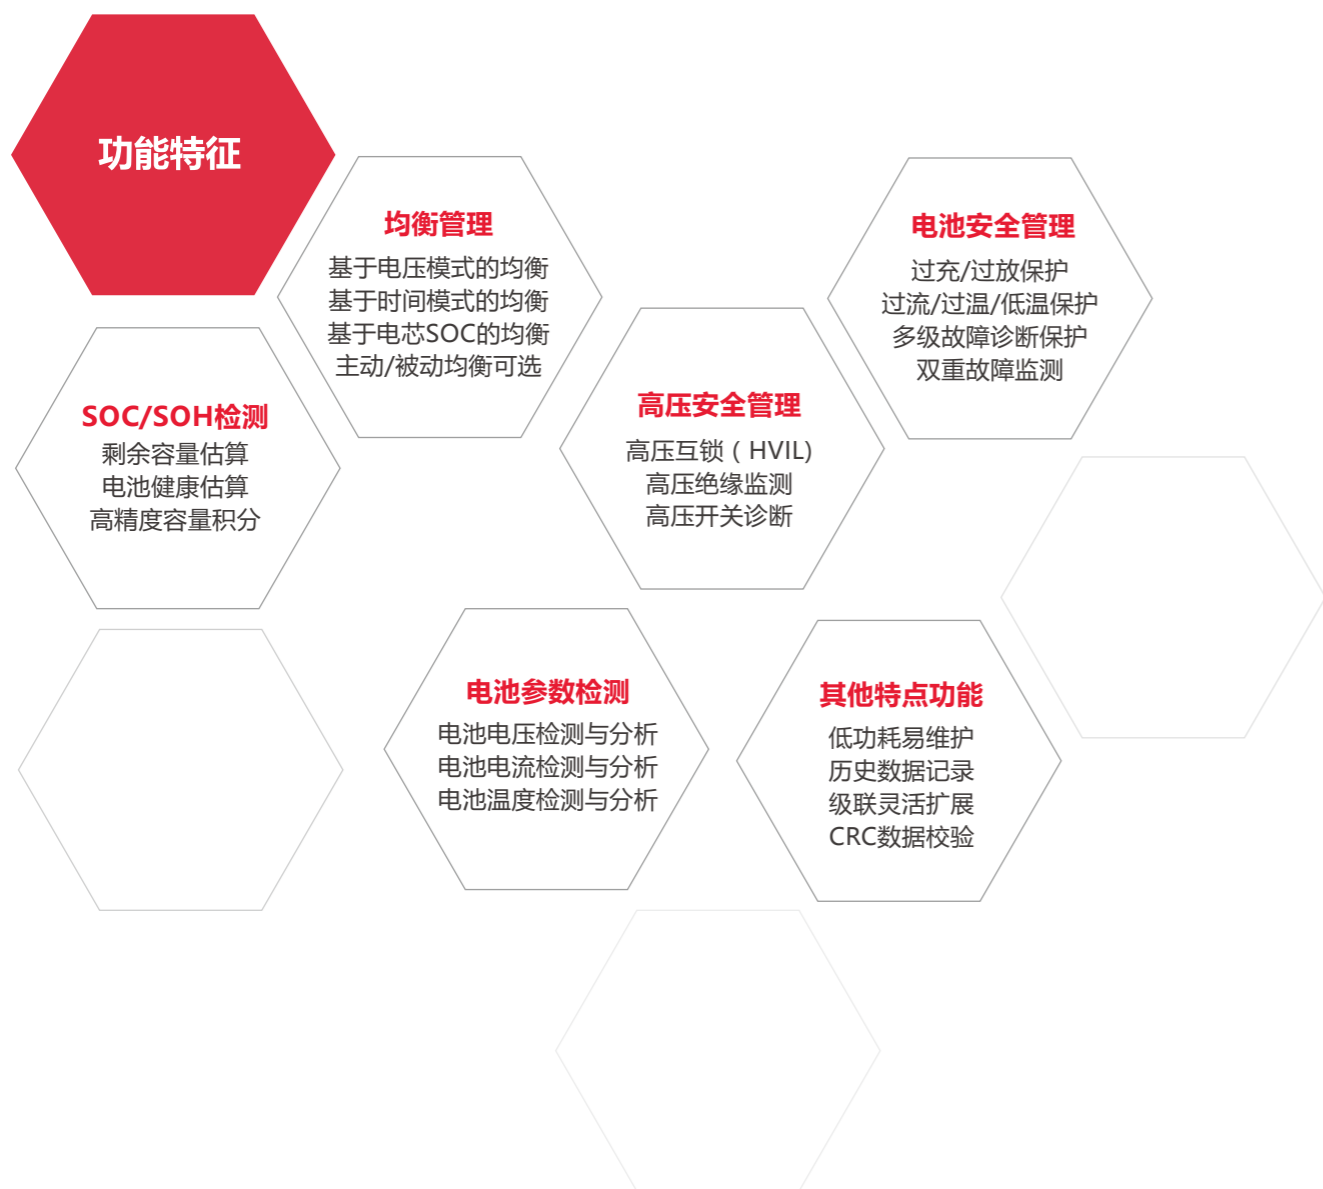 功能特征
均衡管理
基于电压模式的均衡
基于时间模式的均衡
基于电芯SOC的均衡
主动/被动均衡可选
电池安全管理
过充/过放保护
过流/过温/低温保护
多级故障诊断保护
双重故障监测
SOC/SOH检测
剩余容量估算
电池健康估算
高精度容量积分
高压安全管理
高压互锁（HVIL)
高压绝缘监测
高压开关诊断
电池参数检测
电池电压检测与分析
电池电流检测与分析
电池温度检测与分析
其他特点功能
低功耗易维护
历史数据记录
级联灵活扩展
CRC数据校验